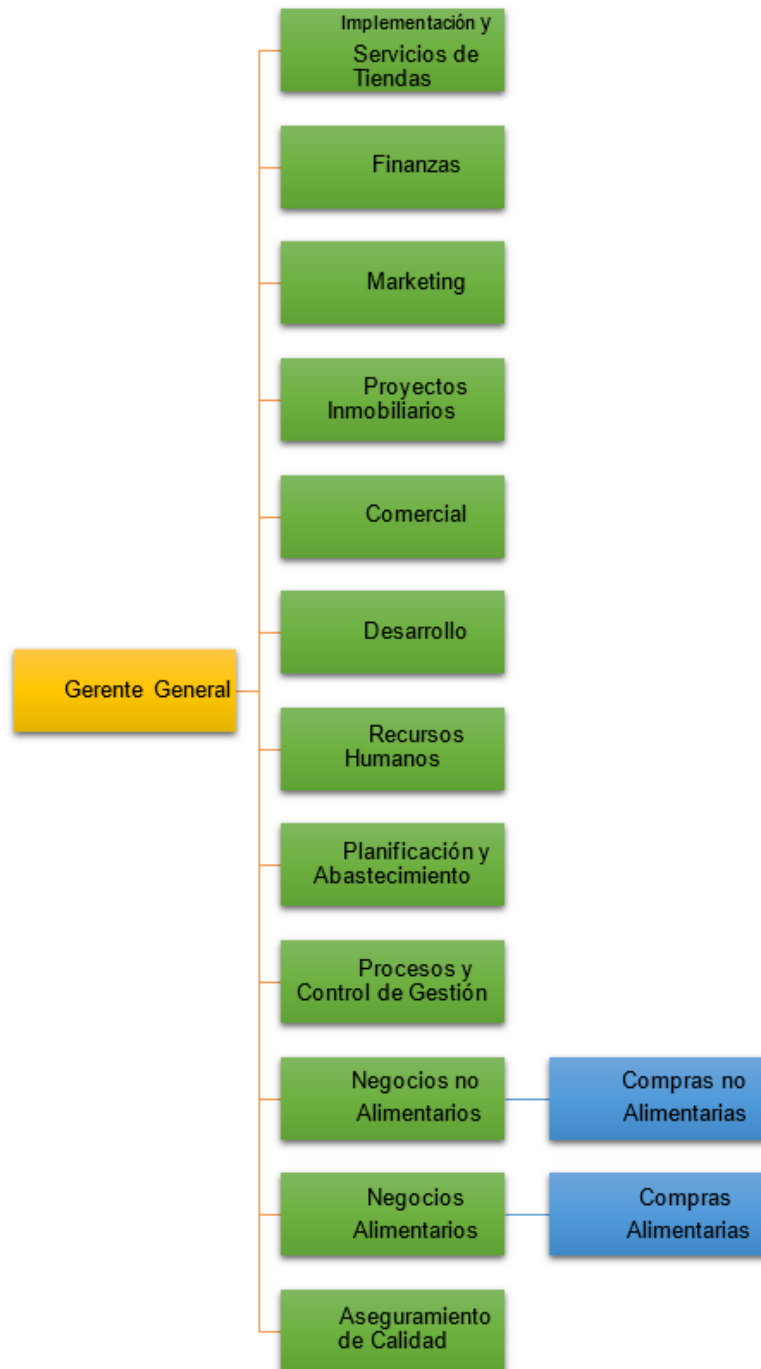 Implementación y
Servicios de
Tiendas
Finanzas
Marketing
Proyectos
Inmobiliarios
Comercial
Desarrollo
Gerente General
Recursos
Humanos
Planificación y
Abastecimiento
Procesos y
Control de Gestión
Negocios no
Alimentarios
Compras no
Alimentarias
Negocios
Alimentarios
Compras
Alimentarias
Aseguramiento
de Calidad